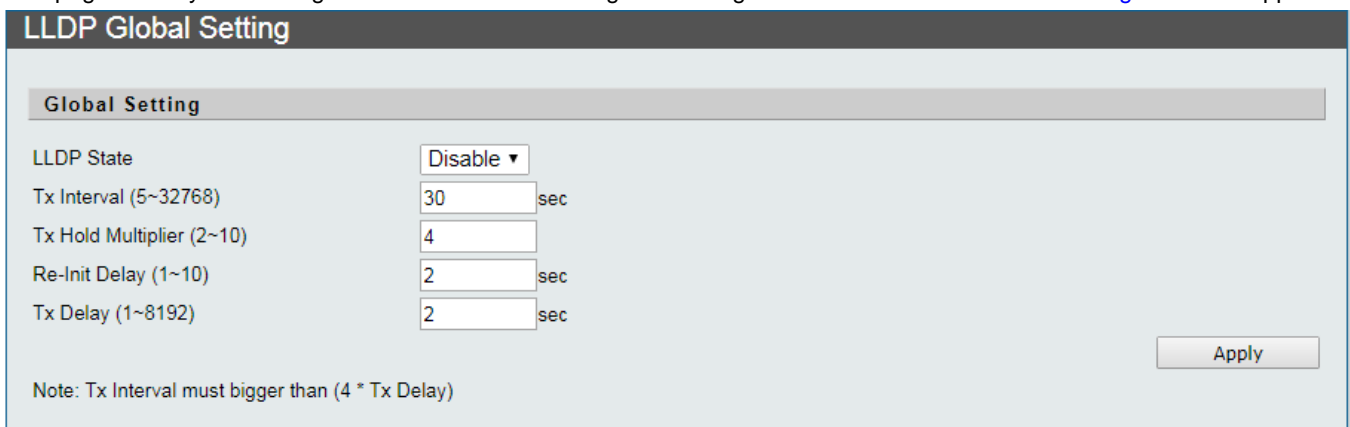 LLDP Global Setting
Global Setting
LLDP State Disable
Tx Interval (5~32768) 30 sec
Tx Hold Multiplier (2~10) 4
Re-Init Delay (1~10) 2 sec
Tx Delay (1~8192) 2 sec
Apply
Note: Tx Interval must bigger than (4 * Tx Delay)